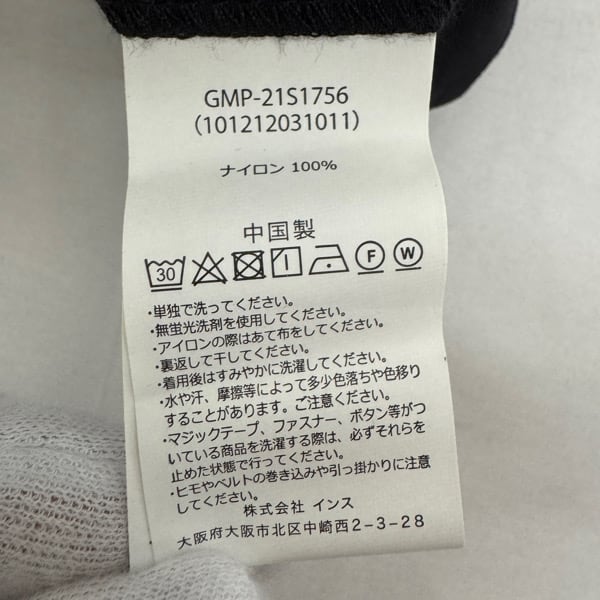 GMP-21S1756
(101212031011)
ナイロン 100%
中国製
30 F W
・単独で洗ってください。
・無蛍光洗剤を使用してください。
・アイロンの際はあて布をしてください。
・裏返して干してください。
・着用後はすみやかに洗濯してください。
・水や汗、摩擦等によって多少色落ちや色移り
することがあります。ご注意ください。
・マジックテープ、ファスナー、ボタン等がつ
いている商品を洗濯する際は、必ずそれらを
止めた状態で行ってください。
・ヒモやベルトの巻き込みや引っ掛かりに注意
してください。
株式会社 インス
大阪府大阪市北区中崎西2-3-28